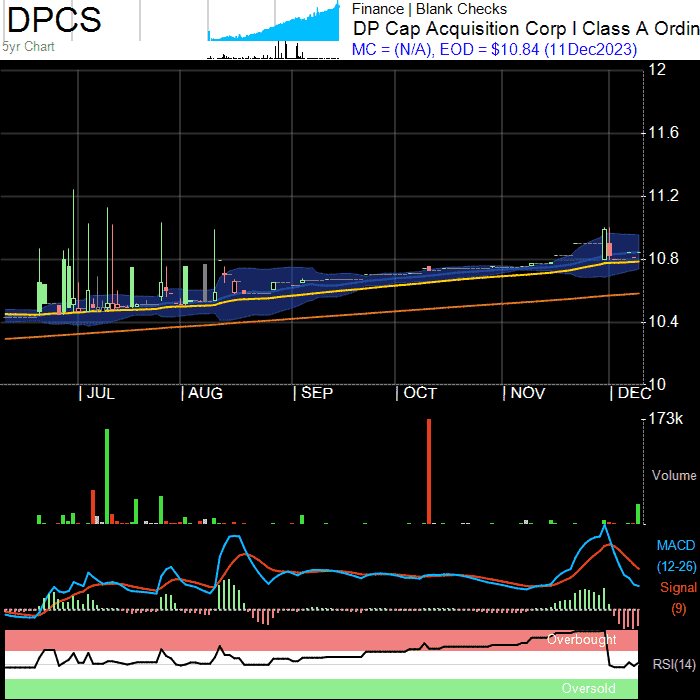 DPCS
5yr Chart
Finance | Blank Checks
DP Cap Acquisition Corp I Class A Ordin
MC = (N/A), EOD = $10.84 (11Dec2023)
12
11.6
11.2
10.8
10.4
10
JUL
AUG
SEP
OCT
NOV
DEC
173k
Volume
MACD
(12-26)
Signal
(9)
Overbought
RSI(14)
Oversold